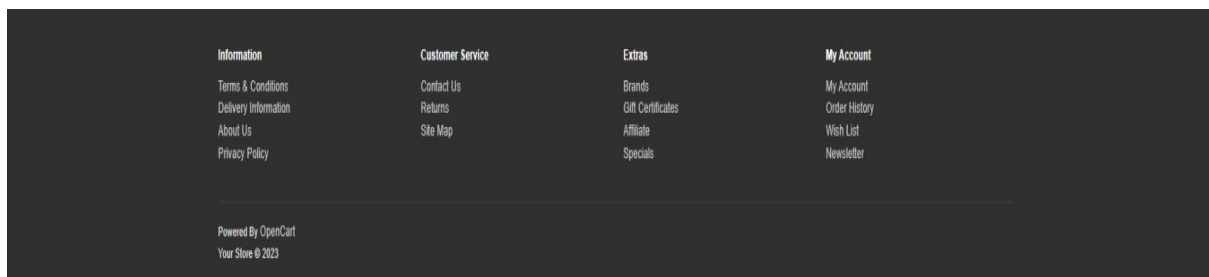 Information
Terms & Conditions
Delivery Information
About Us
Privacy Policy
Customer Service
Contact Us
Returns
Site Map
Extras
Brands
Gift Certificates
Affiliate
Specials
My Account
My Account
Order History
Wish List
Newsletter
Powered By OpenCart
Your Store © 2023